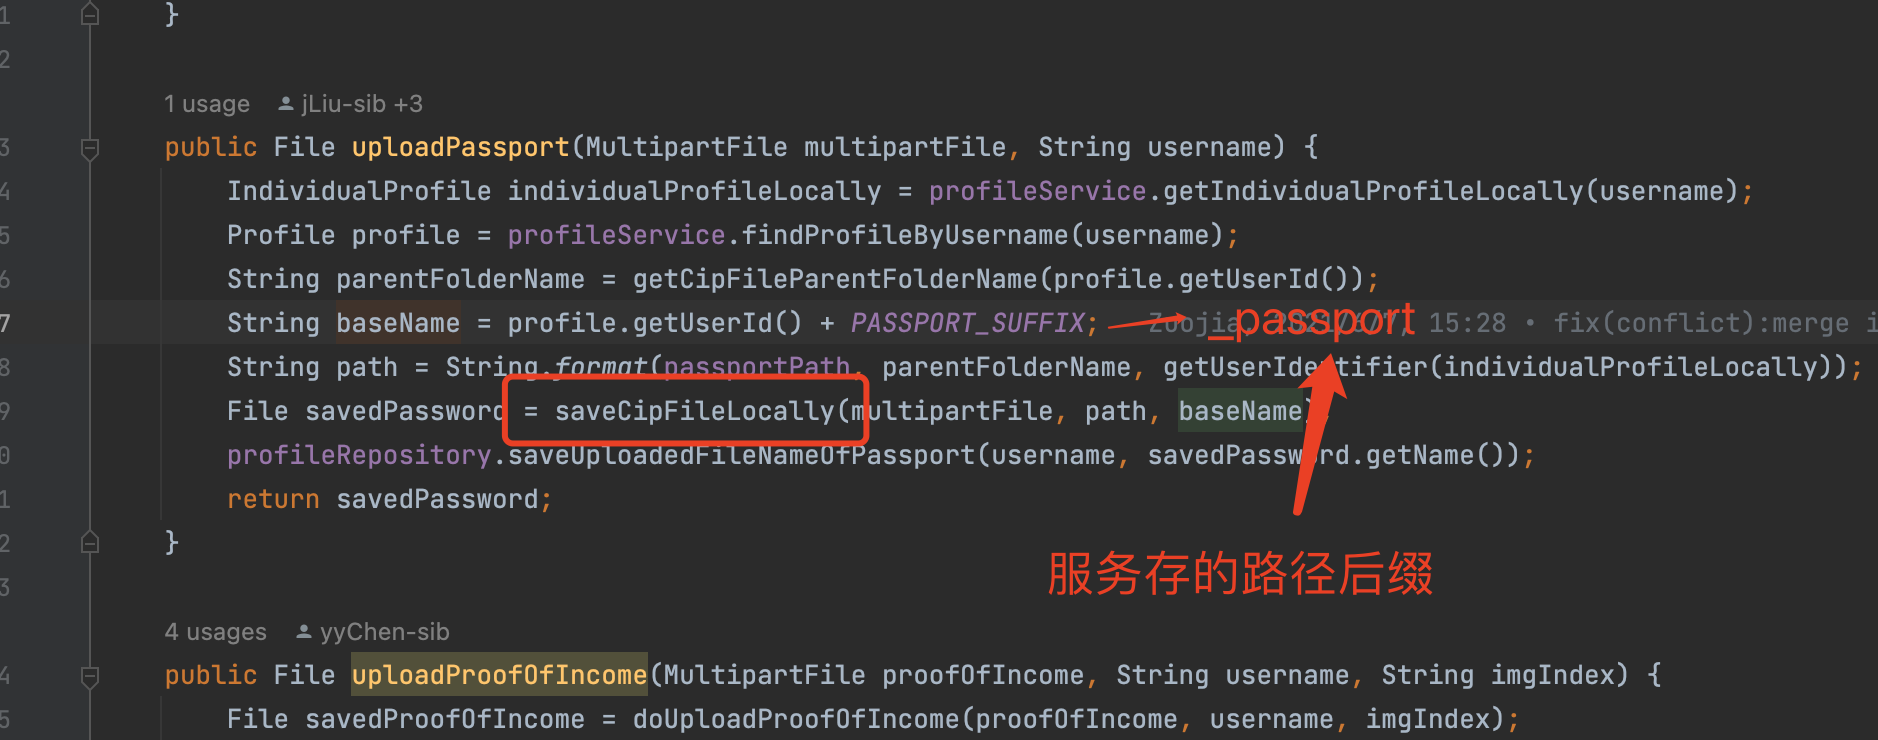 1 }
2
1 usage jLiu-sib +3
3 public File uploadPassport(MultipartFile multipartFile, String username) {
4 IndividualProfile individualProfileLocally = profileService.getIndividualProfileLocally(username);
5 Profile profile = profileService.findProfileByUsername(username);
6 String parentFolderName = getCipFileParentFolderName(profile.getUserId());
7 String baseName = profile.getUserId() + PASSPORT_SUFFIX; _passport Zoojia, 15:28 • fix(conflict):merge i
8 String path = String.format(passportPath, parentFolderName, getUserIdentifier(individualProfileLocally));
9 File savedPassword = saveCipFileLocally(multipartFile, path, baseName)
0 profileRepository.saveUploadedFileNameOfPassport(username, savedPassword.getName());
1 return savedPassword;
2 }
服务存的路径后缀
3
4 usages yyChen-sib
4 public File uploadProofOfIncome(MultipartFile proofOfIncome, String username, String imgIndex) {
5 File savedProofOfIncome = doUploadProofOfIncome(proofOfIncome, username, imgIndex);